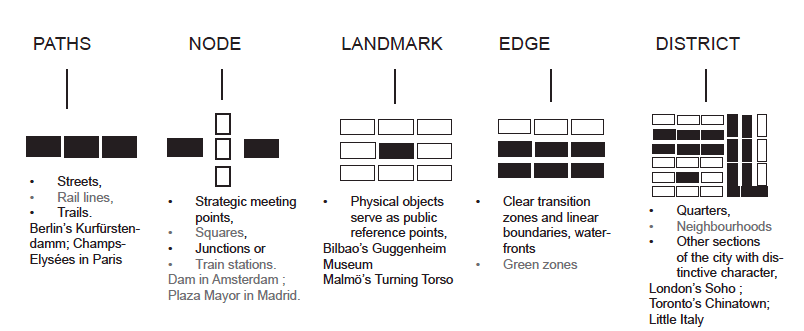 PATHS
• Streets,
• Rail lines,
• Trails.
Berlin's Kurfürsten-
damm; Champs-
Elysées in Paris
NODE
• Strategic meeting
points,
• Squares,
• Junctions or
• Train stations.
Dam in Amsterdam ;
Plaza Mayor in Madrid.
LANDMARK
• Physical objects
serve as public
reference points,
Bilbao's Guggenheim
Museum
Malmö's Turning Torso
EDGE
• Clear transition
zones and linear
boundaries, water-
fronts
• Green zones
DISTRICT
• Quarters,
• Neighbourhoods
• Other sections
of the city with dis-
tinctive character,
London's Soho ;
Toronto's Chinatown;
Little Italy